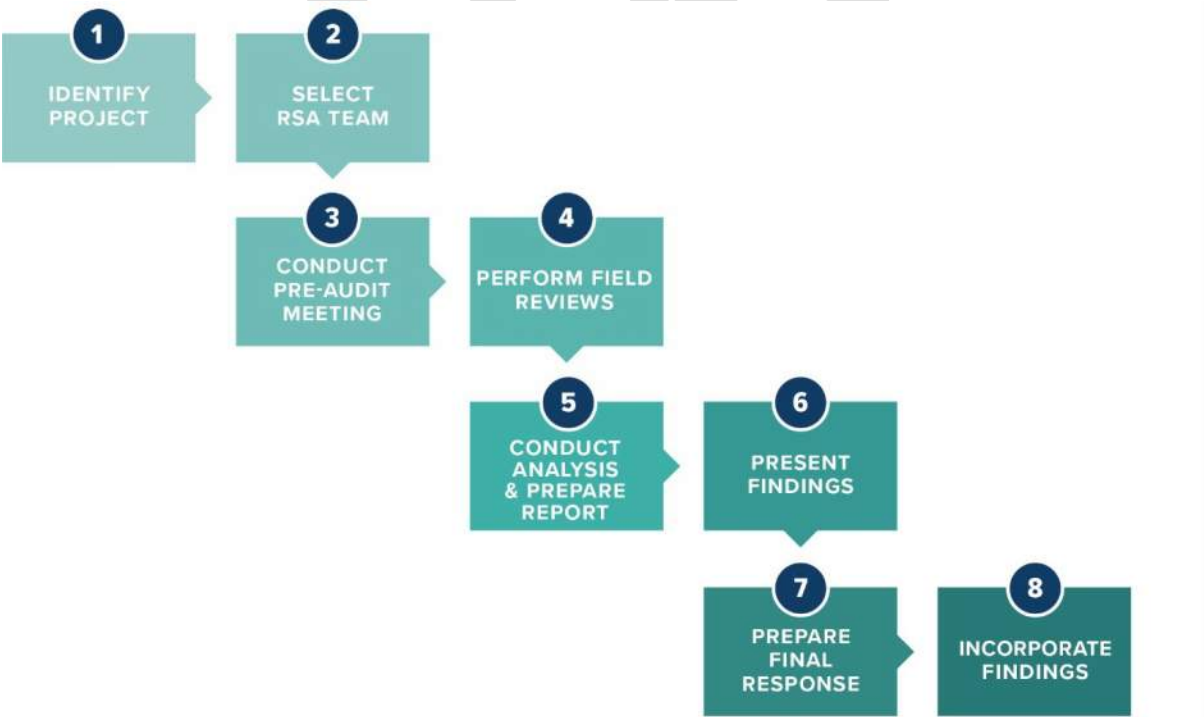 1
IDENTIFY
PROJECT
2
SELECT
RSA TEAM
3
CONDUCT
PRE-AUDIT
MEETING
4
PERFORM FIELD
REVIEWS
5
CONDUCT
ANALYSIS
& PREPARE
REPORT
6
PRESENT
FINDINGS
7
PREPARE
FINAL
RESPONSE
8
INCORPORATE
FINDINGS